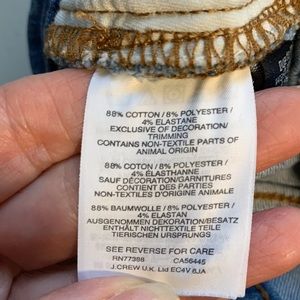 88% COTTON / 8% POLYESTER /
4% ELASTANE
EXCLUSIVE OF DECORATION/
TRIMMING
CONTAINS NON-TEXTILE PARTS OF
ANIMAL ORIGIN
88% COTON / 8% POLYESTER /
4% ELASTHANNE
SAUF DÉCORATION/GARNITURES
CONTIENT DES PARTIES
NON-TEXTILES D'ORIGINE ANIMALE
88% BAUMWOLLE / 8% POLYESTER /
4% ELASTAN
AUSGENOMMEN DEKORATION/BESATZ
ENTHÄLT NICHTTEXTILE TEILE
TIERISCHEN URSPRUNGS
SEE REVERSE FOR CARE
RN77388 CA56445
J.CREW U.K. Ltd EC4V 6JA